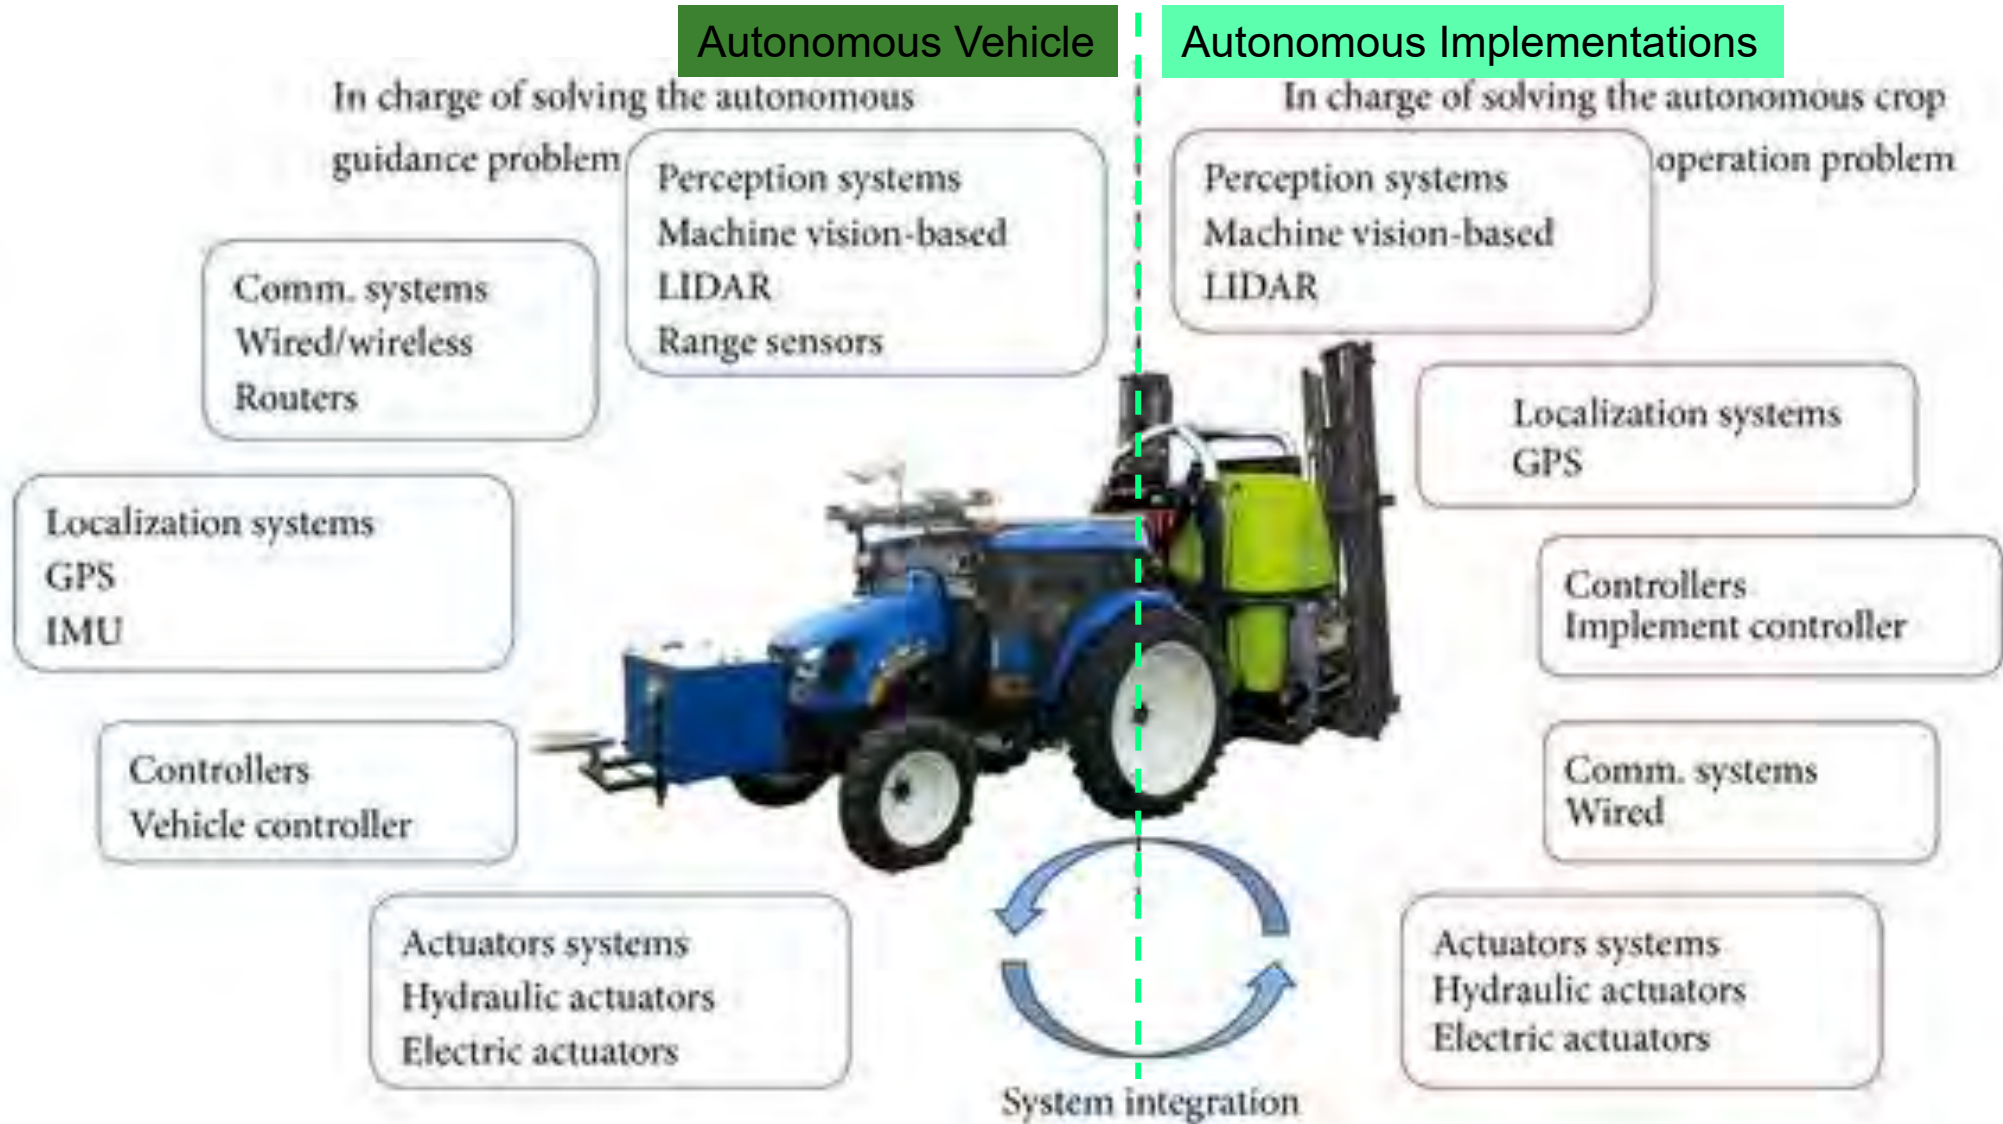 Autonomous Vehicle
Autonomous Implementations
In charge of solving the autonomous
guidance problem
In charge of solving the autonomous crop
operation problem
Perception systems
Machine vision-based
LIDAR
Range sensors
Perception systems
Machine vision-based
LIDAR
Comm. systems
Wired/wireless
Routers
Localization systems
GPS
Localization systems
GPS
IMU
Controllers
Implement controller
Controllers
Vehicle controller
Comm. systems
Wired
Actuators systems
Hydraulic actuators
Electric actuators
Actuators systems
Hydraulic actuators
Electric actuators
System integration